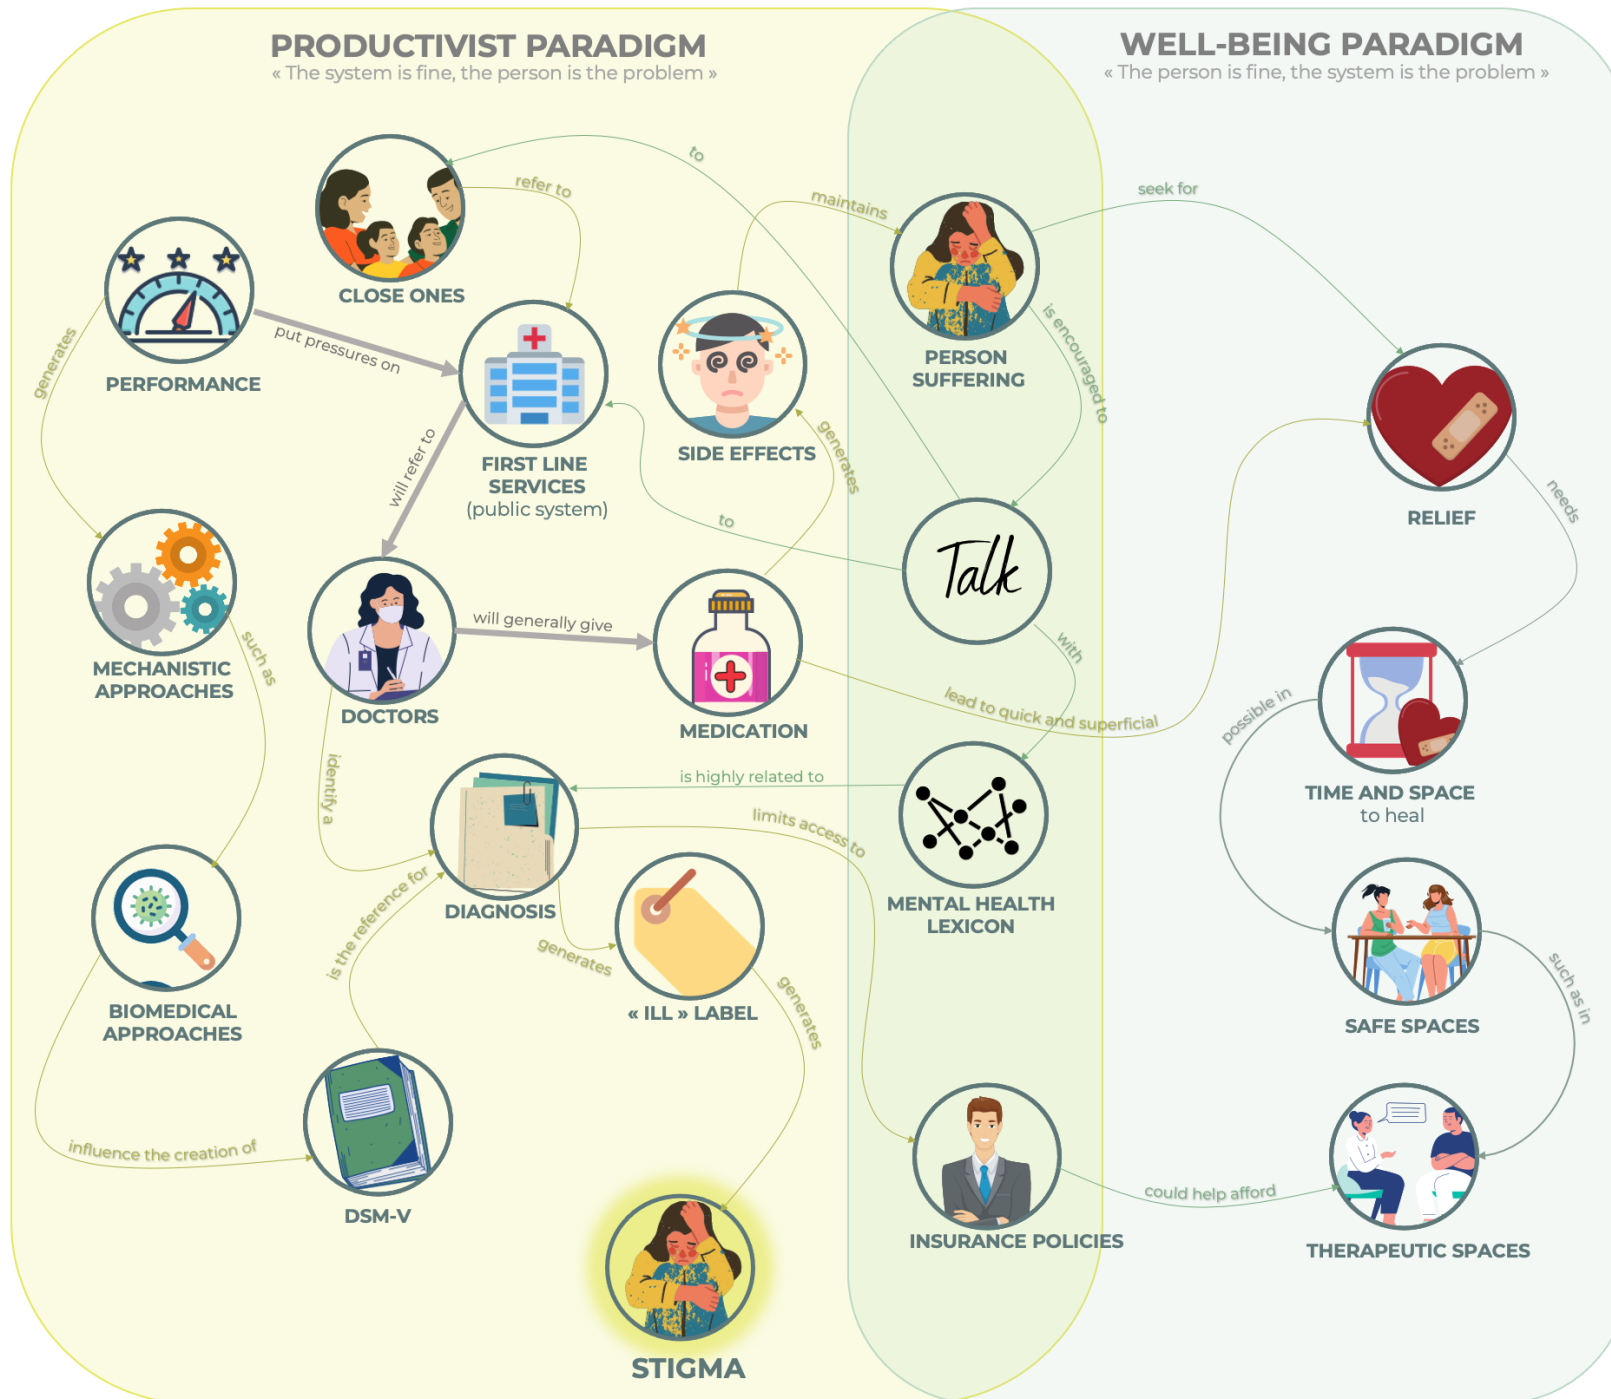 PRODUCTIVIST PARADIGM
« The system is fine, the person is the problem »
WELL-BEING PARADIGM
« The person is fine, the system is the problem »
to
refer to
maintains
seek for
CLOSE ONES
generates
put pressures on
PERFORMANCE
is encouraged to
PERSON
SUFFERING
SIDE EFFECTS
generates
will refer to
FIRST LINE
SERVICES
(public system)
to
Talk
needs
RELIEF
will generally give
such as
with
MECHANISTIC
APPROACHES
DOCTORS
MEDICATION
lead to quick and superficial
possible in
identify a
is highly related to
limits access to
TIME AND SPACE
to heal
is the reference for
DIAGNOSIS
MENTAL HEALTH
LEXICON
generates
generates
such as in
BIOMEDICAL
APPROACHES
« ILL » LABEL
SAFE SPACES
influence the creation of
DSM-V
could help afford
INSURANCE POLICIES
THERAPEUTIC SPACES
STIGMA